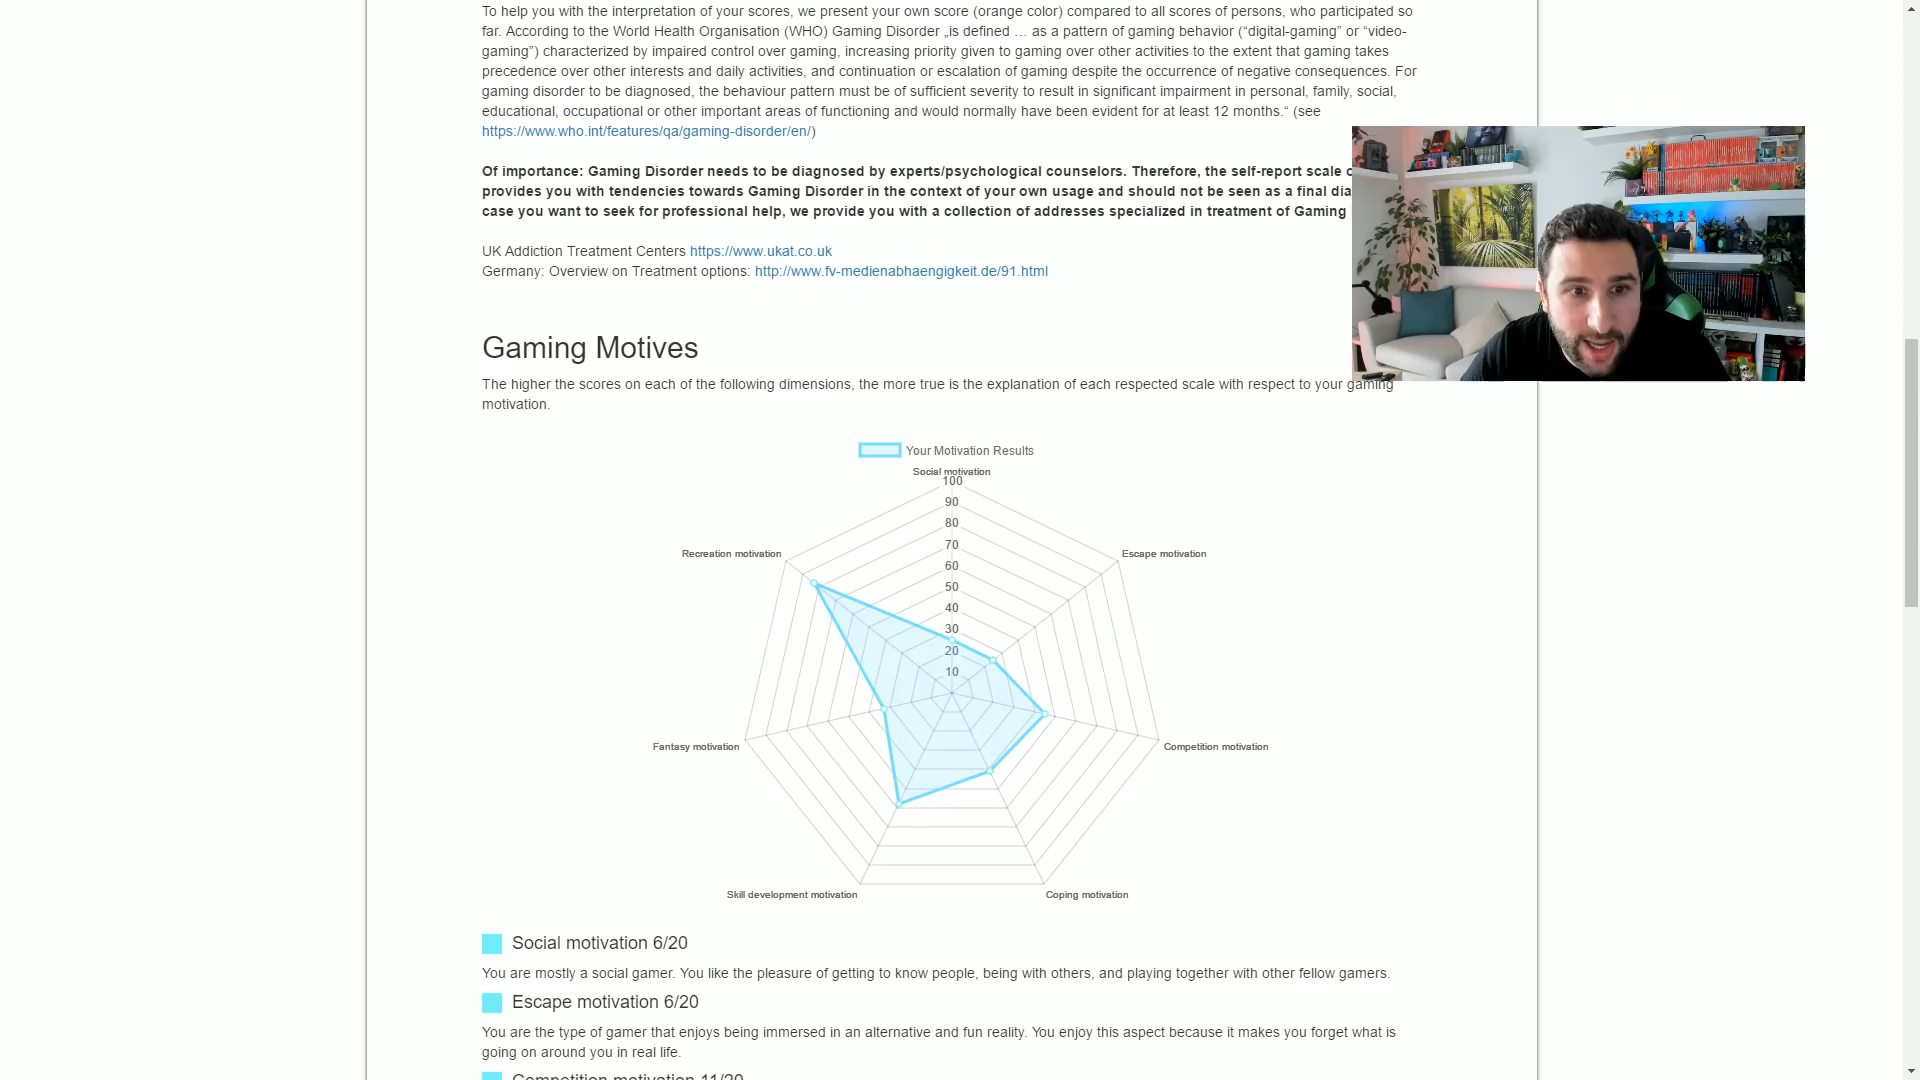 To help you with the interpretation of your scores, we present your own score (orange color) compared to all scores of persons, who participated so
far. According to the World Health Organisation (WHO) Gaming Disorder „is defined … as a pattern of gaming behavior (“digital-gaming” or “video-
gaming”) characterized by impaired control over gaming, increasing priority given to gaming over other activities to the extent that gaming takes
precedence over other interests and daily activities, and continuation or escalation of gaming despite the occurrence of negative consequences. For
gaming disorder to be diagnosed, the behaviour pattern must be of sufficient severity to result in significant impairment in personal, family, social,
educational, occupational or other important areas of functioning and would normally have been evident for at least 12 months.“ (see
https://www.who.int/features/qa/gaming-disorder/en/)
Of importance: Gaming Disorder needs to be diagnosed by experts/psychological counselors. Therefore, the self-report scale
provides you with tendencies towards Gaming Disorder in the context of your own usage and should not be seen as a final
case you want to seek for professional help, we provide you with a collection of addresses specialized in treatment of Gaming
UK Addiction Treatment Centers https://www.ukat.co.uk
Germany: Overview on Treatment options: http://www.fv-medienabhaengigkeit.de/91.html
Gaming Motives
The higher the scores on each of the following dimensions, the more true is the explanation of each respected scale with respect to your gaming
motivation.
Your Motivation Results
Social motivation
100
90
80
70
60
50
40
30
20
10
Recreation motivation
Escape motivation
Fantasy motivation
Competition motivation
Skill development motivation
Coping motivation
Social motivation 6/20
You are mostly a social gamer. You like the pleasure of getting to know people, being with others, and playing together with other fellow gamers.
Escape motivation 6/20
You are the type of gamer that enjoys being immersed in an alternative and fun reality. You enjoy this aspect because it makes you forget what is
going on around you in real life.
Competition motivation 11/20